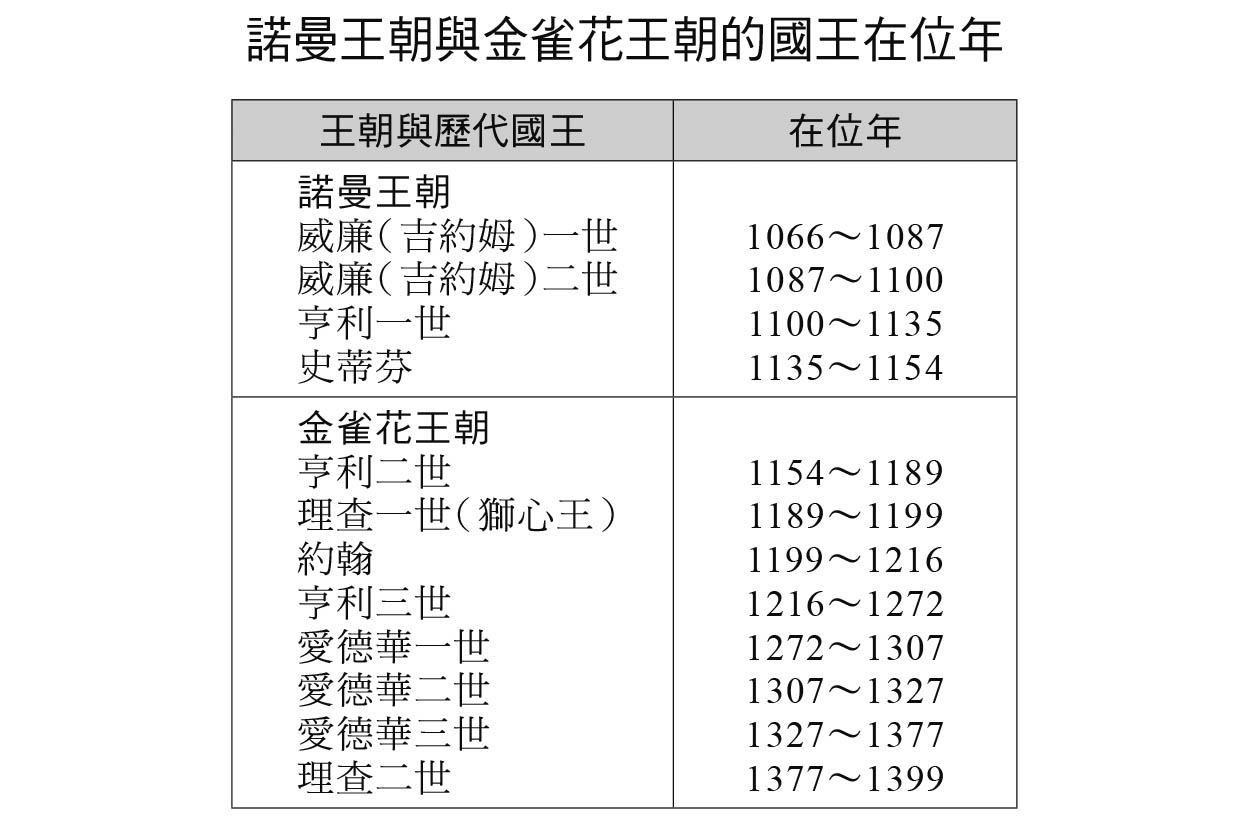 諾曼王朝與金雀花王朝的國王在位年
王朝與歷代國王 在位年
諾曼王朝
威廉（吉約姆）一世 1066～1087
威廉（吉約姆）二世 1087～1100
亨利一世 1100～1135
史蒂芬 1135～1154
金雀花王朝
亨利二世 1154～1189
理查一世（獅心王） 1189～1199
約翰 1199～1216
亨利三世 1216～1272
愛德華一世 1272～1307
愛德華二世 1307～1327
愛德華三世 1327～1377
理查二世 1377～1399